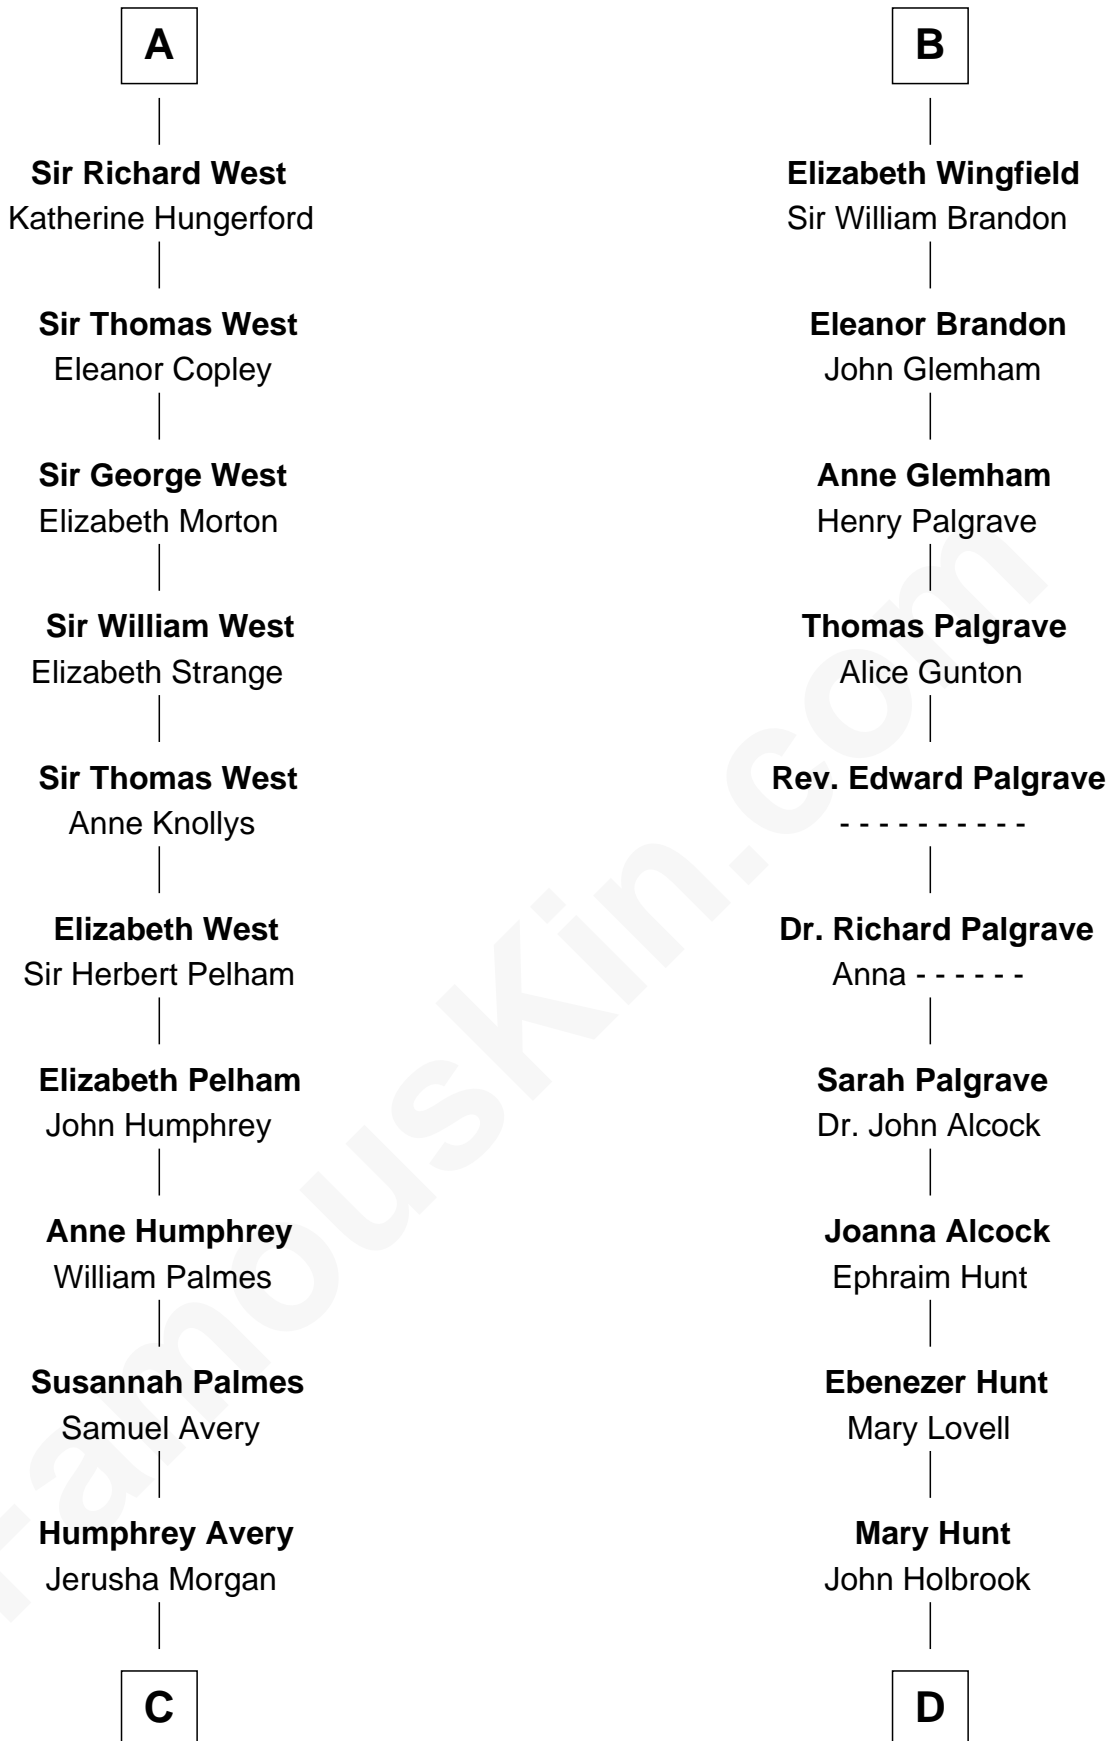 A
Sir Richard West
Katherine Hungerford
Sir Thomas West
Eleanor Copley
Sir George West
Elizabeth Morton
Sir William West
Elizabeth Strange
Sir Thomas West
Anne Knollys
Elizabeth West
Sir Herbert Pelham
Elizabeth Pelham
John Humphrey
Anne Humphrey
William Palmes
Susannah Palmes
Samuel Avery
Humphrey Avery
Jerusha Morgan
C
B
Elizabeth Wingfield
Sir William Brandon
Eleanor Brandon
John Glemham
Anne Glemham
Henry Palgrave
Thomas Palgrave
Alice Gunton
Rev. Edward Palgrave
- - - - - - - - - -
Dr. Richard Palgrave
Anna - - - - - -
Sarah Palgrave
Dr. John Alcock
Joanna Alcock
Ephraim Hunt
Ebenezer Hunt
Mary Lovell
Mary Hunt
John Holbrook
D
FamousKin.com